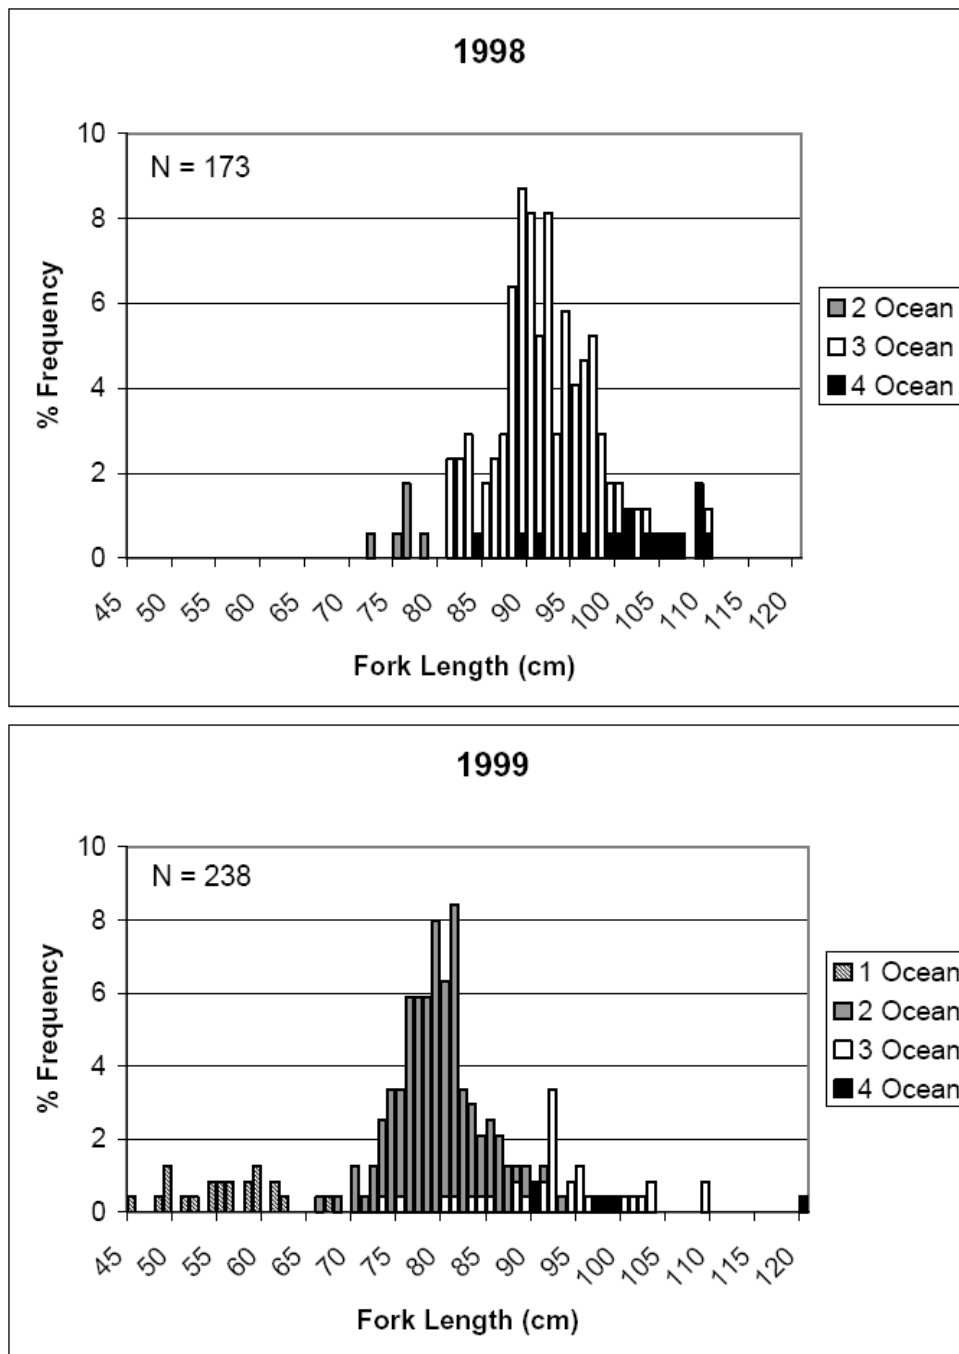 1998
10
N = 173
8
6
4
2
0
% Frequency
45 50 55 60 65 70 75 80 85 90 95 100 105 110 115 120
Fork Length (cm)
2 Ocean
3 Ocean
4 Ocean
1999
10
N = 238
8
6
4
2
0
% Frequency
45 50 55 60 65 70 75 80 85 90 95 100 105 110 115 120
Fork Length (cm)
1 Ocean
2 Ocean
3 Ocean
4 Ocean